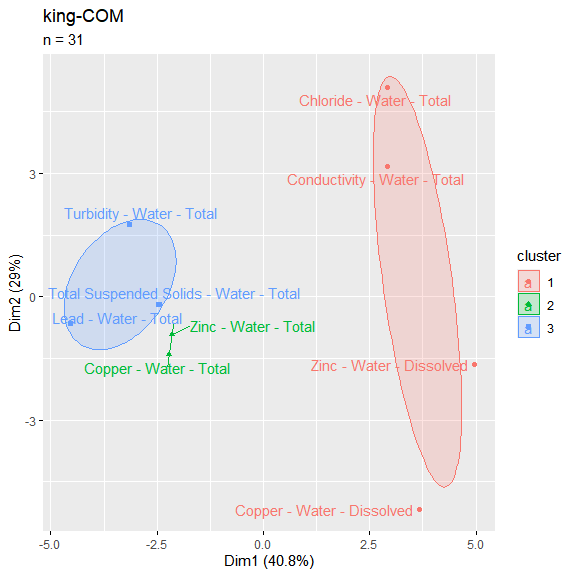 king-COM
n = 31
Chloride - Water - Total
Conductivity - Water - Total
Turbidity - Water - Total
Total Suspended Solids - Water - Total
Lead - Water - Total
Zinc - Water - Total
Copper - Water - Total
Zinc - Water - Dissolved
Copper - Water - Dissolved
3
0
-3
Dim2 (29%)
-5.0
-2.5
0.0
2.5
5.0
Dim1 (40.8%)
cluster
a 1
a 2
a 3